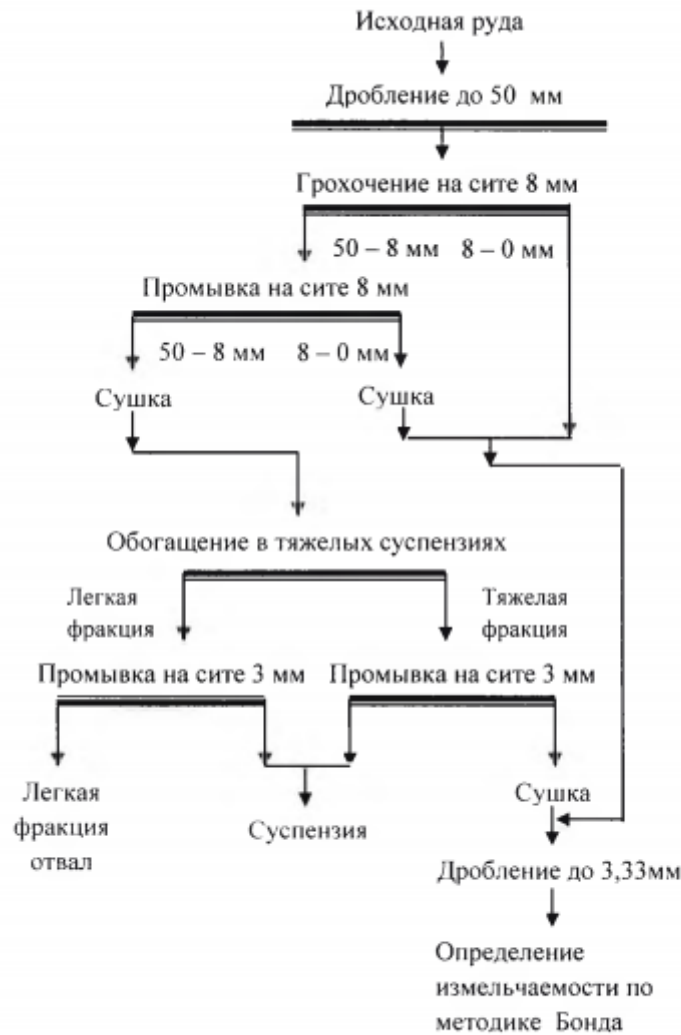 Исходная руда
Дробление до 50 мм
Грохочение на сите 8 мм
50 – 8 мм 8 – 0 мм
Промывка на сите 8 мм
50 – 8 мм 8 – 0 мм
Сушка Сушка
Обогащение в тяжелых суспензиях
Легкая
фракция
Тяжелая
фракция
Промывка на сите 3 мм Промывка на сите 3 мм
Легкая
фракция
отвал
Суспензия
Сушка
Дробление до 3,33мм
Определение
измельчаемости по
методике Бонда